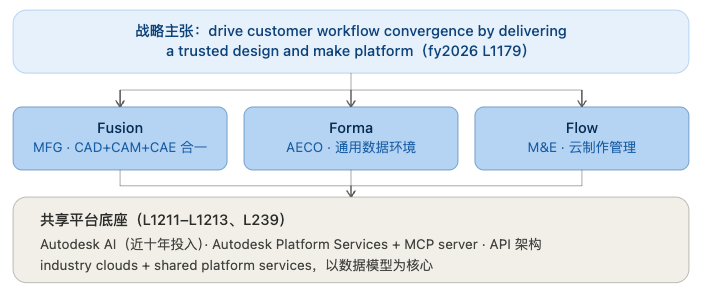 战略主张：drive customer workflow convergence by delivering
a trusted design and make platform（fy2026 L1179）
Fusion
MFG · CAD+CAM+CAE 合一
Forma
AECO · 通用数据环境
Flow
M&E · 云制作管理
共享平台底座（L1211–L1213、L239）
Autodesk AI（近十年投入）· Autodesk Platform Services + MCP server · API 架构
industry clouds + shared platform services，以数据模型为核心